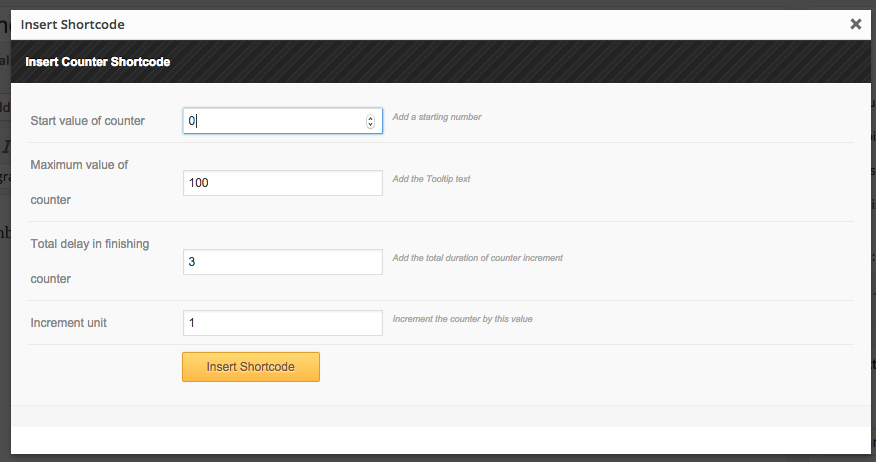 Insert Shortcode
Insert Counter Shortcode
Start value of counter
0
Add a starting number
Maximum value of
counter
100
Add the Tooltip text
Total delay in finishing
counter
3
Add the total duration of counter increment
Increment unit
1
Increment the counter by this value
Insert Shortcode